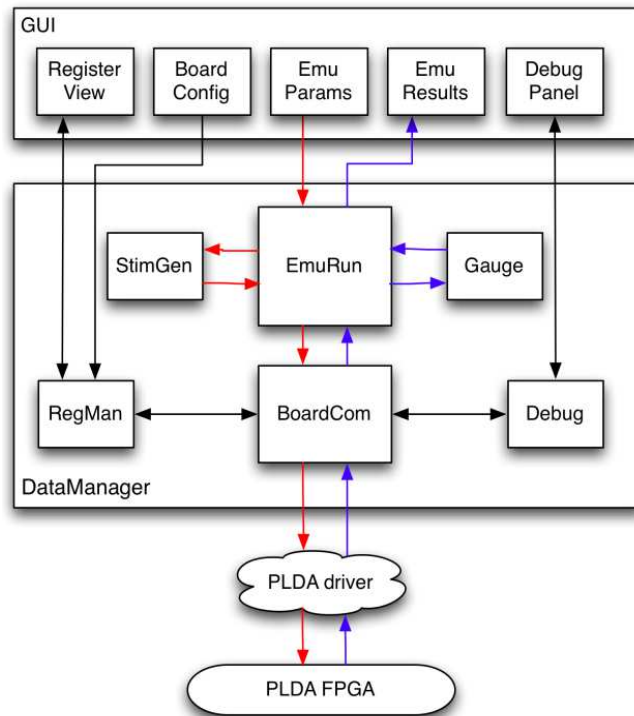 GUI
Register
View
Board
Config
Emu
Params
Emu
Results
Debug
Panel
StimGen
EmuRun
Gauge
RegMan
BoardCom
Debug
DataManager
PLDA driver
PLDA FPGA